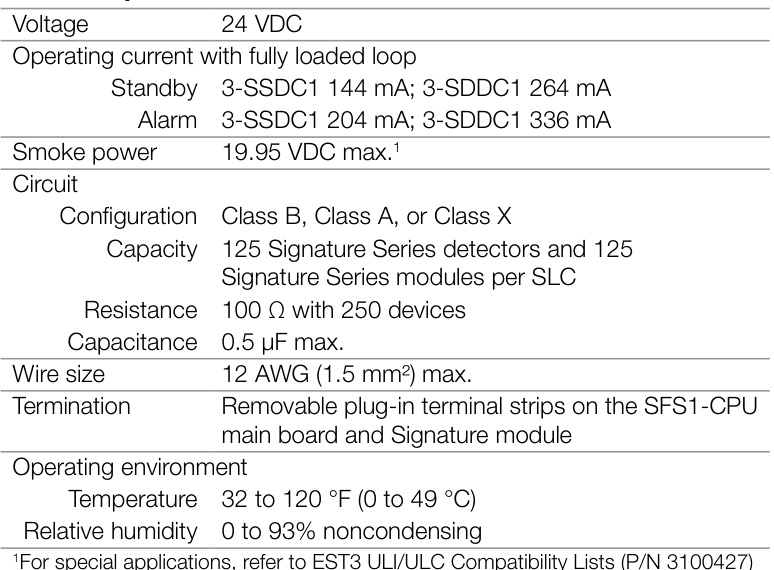 Voltage 24 VDC
Operating current with fully loaded loop
Standby 3-SSDC1 144 mA; 3-SDDC1 264 mA
Alarm 3-SSDC1 204 mA; 3-SDDC1 336 mA
Smoke power 19.95 VDC max.¹
Circuit
Configuration Class B, Class A, or Class X
Capacity 125 Signature Series detectors and 125
Signature Series modules per SLC
Resistance 100 Ω with 250 devices
Capacitance 0.5 µF max.
Wire size 12 AWG (1.5 mm²) max.
Termination Removable plug-in terminal strips on the SFS1-CPU
main board and Signature module
Operating environment
Temperature 32 to 120 °F (0 to 49 °C)
Relative humidity 0 to 93% noncondensing
¹For special applications, refer to EST3 ULI/ULC Compatibility Lists (P/N 3100427)